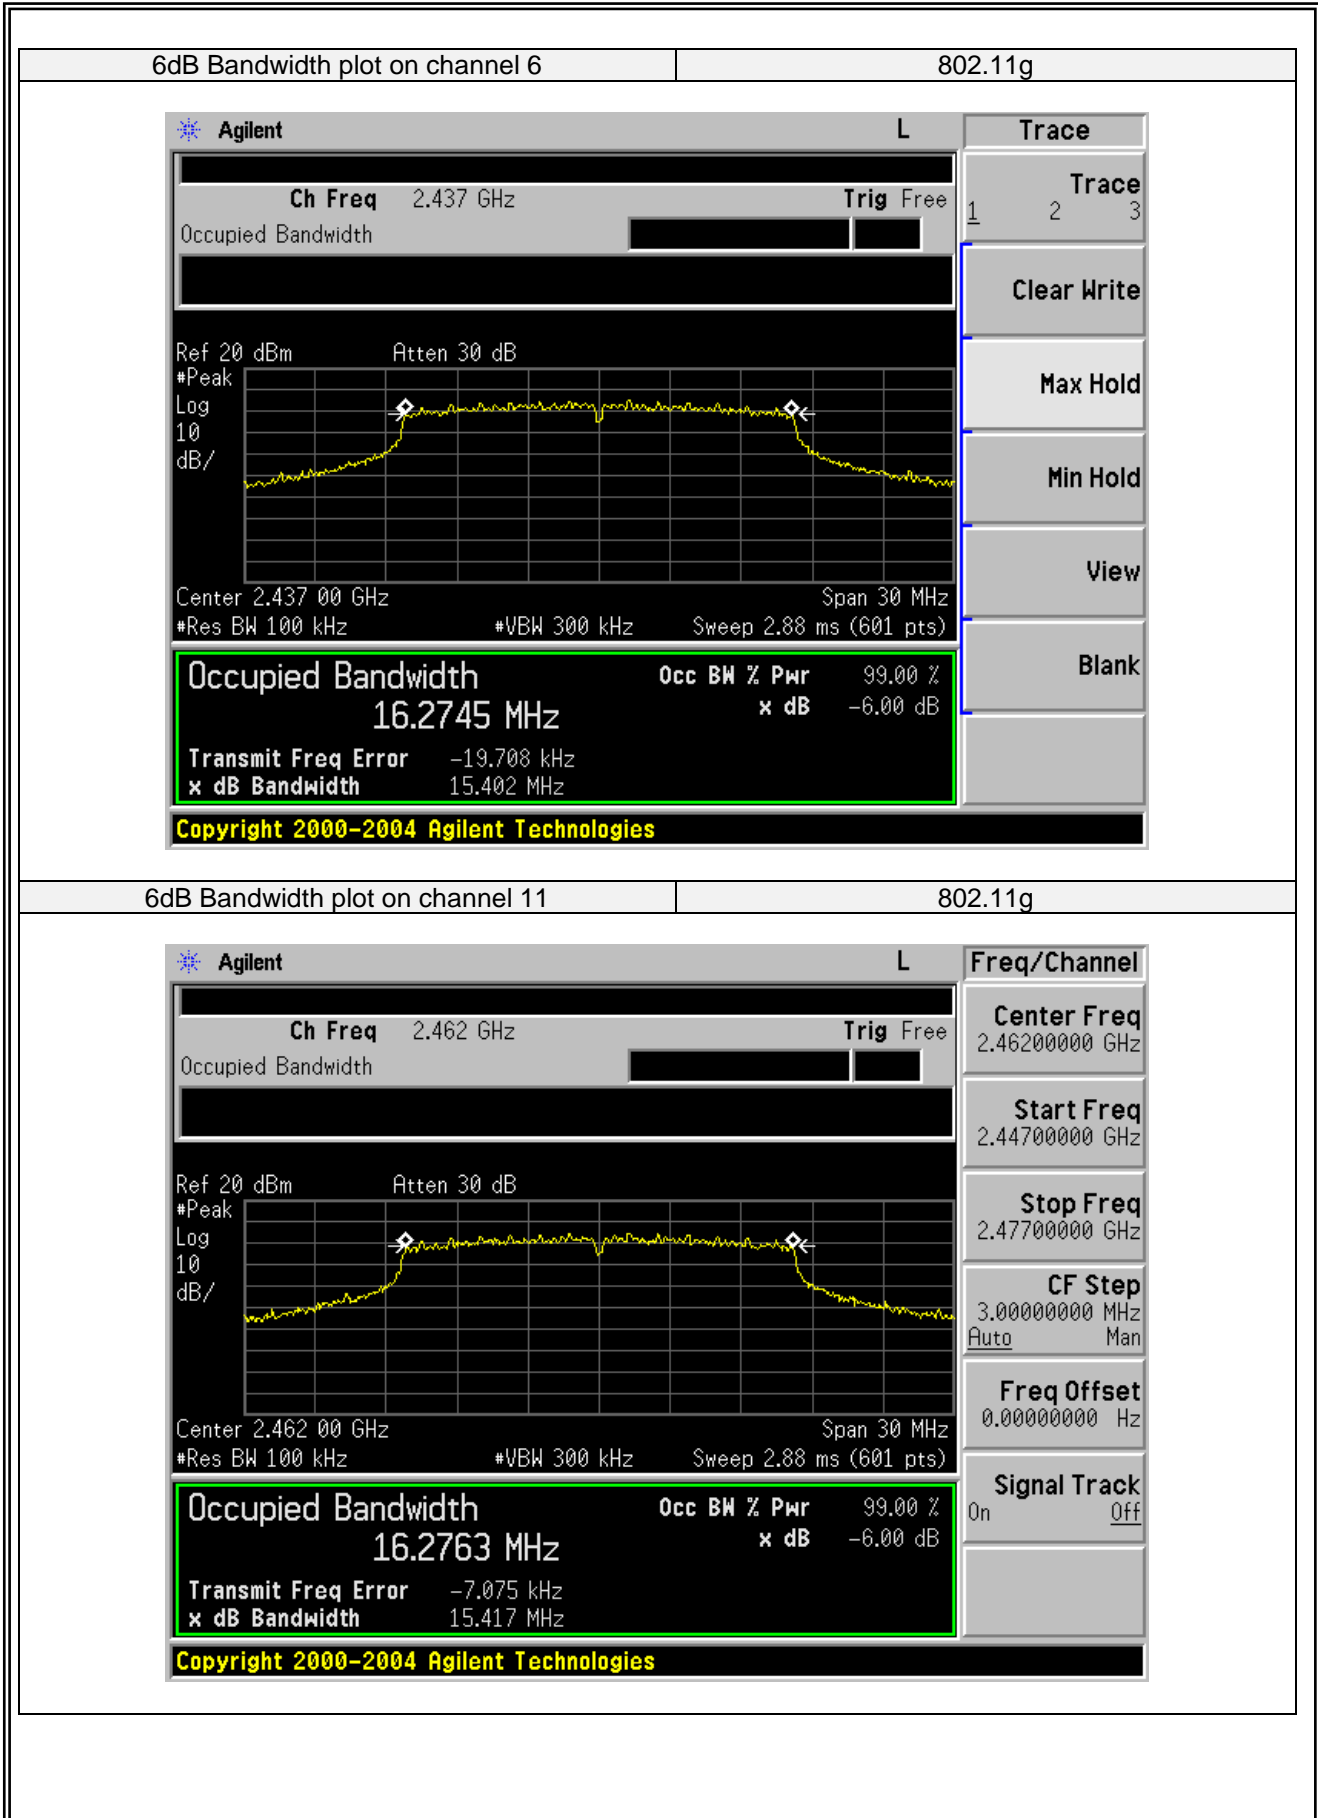 6dB Bandwidth plot on channel 6 802.11g
Agilent L Trace
Ch Freq 2.437 GHz Trig Free
Occupied Bandwidth
Trace
1 2 3
Clear Write
Max Hold
Min Hold
View
Blank
Ref 20 dBm Atten 30 dB
#Peak
Log
10
dB/
Center 2.437 00 GHz Span 30 MHz
#Res BW 100 kHz #VBW 300 kHz Sweep 2.88 ms (601 pts)
Occupied Bandwidth Occ BW % Pwr 99.00 %
16.2745 MHz x dB -6.00 dB
Transmit Freq Error -19.708 kHz
x dB Bandwidth 15.402 MHz
Copyright 2000-2004 Agilent Technologies
6dB Bandwidth plot on channel 11 802.11g
Agilent L Freq/Channel
Ch Freq 2.462 GHz Trig Free
Occupied Bandwidth
Center Freq
2.46200000 GHz
Start Freq
2.44700000 GHz
Stop Freq
2.47700000 GHz
CF Step
3.00000000 MHz
Auto Man
Freq Offset
0.00000000 Hz
Signal Track
On Off
Ref 20 dBm Atten 30 dB
#Peak
Log
10
dB/
Center 2.462 00 GHz Span 30 MHz
#Res BW 100 kHz #VBW 300 kHz Sweep 2.88 ms (601 pts)
Occupied Bandwidth Occ BW % Pwr 99.00 %
16.2763 MHz x dB -6.00 dB
Transmit Freq Error -7.075 kHz
x dB Bandwidth 15.417 MHz
Copyright 2000-2004 Agilent Technologies